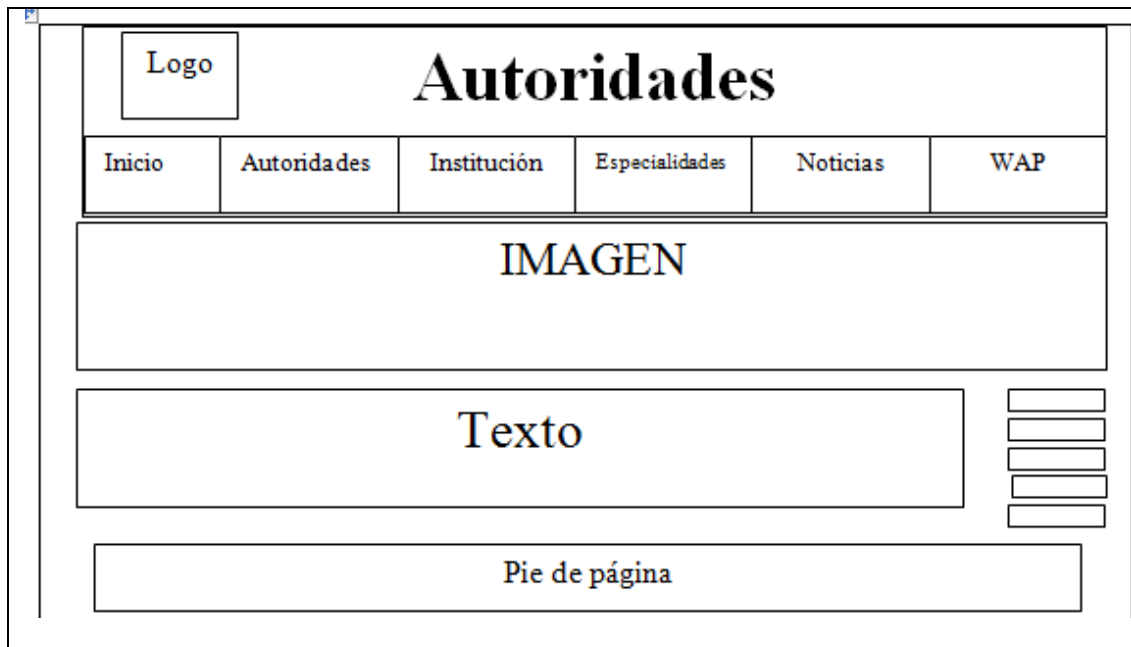 Logo
Autoridades
Inicio Autoridades Institución Especialidades Noticias WAP
IMAGEN
Texto
Pie de página